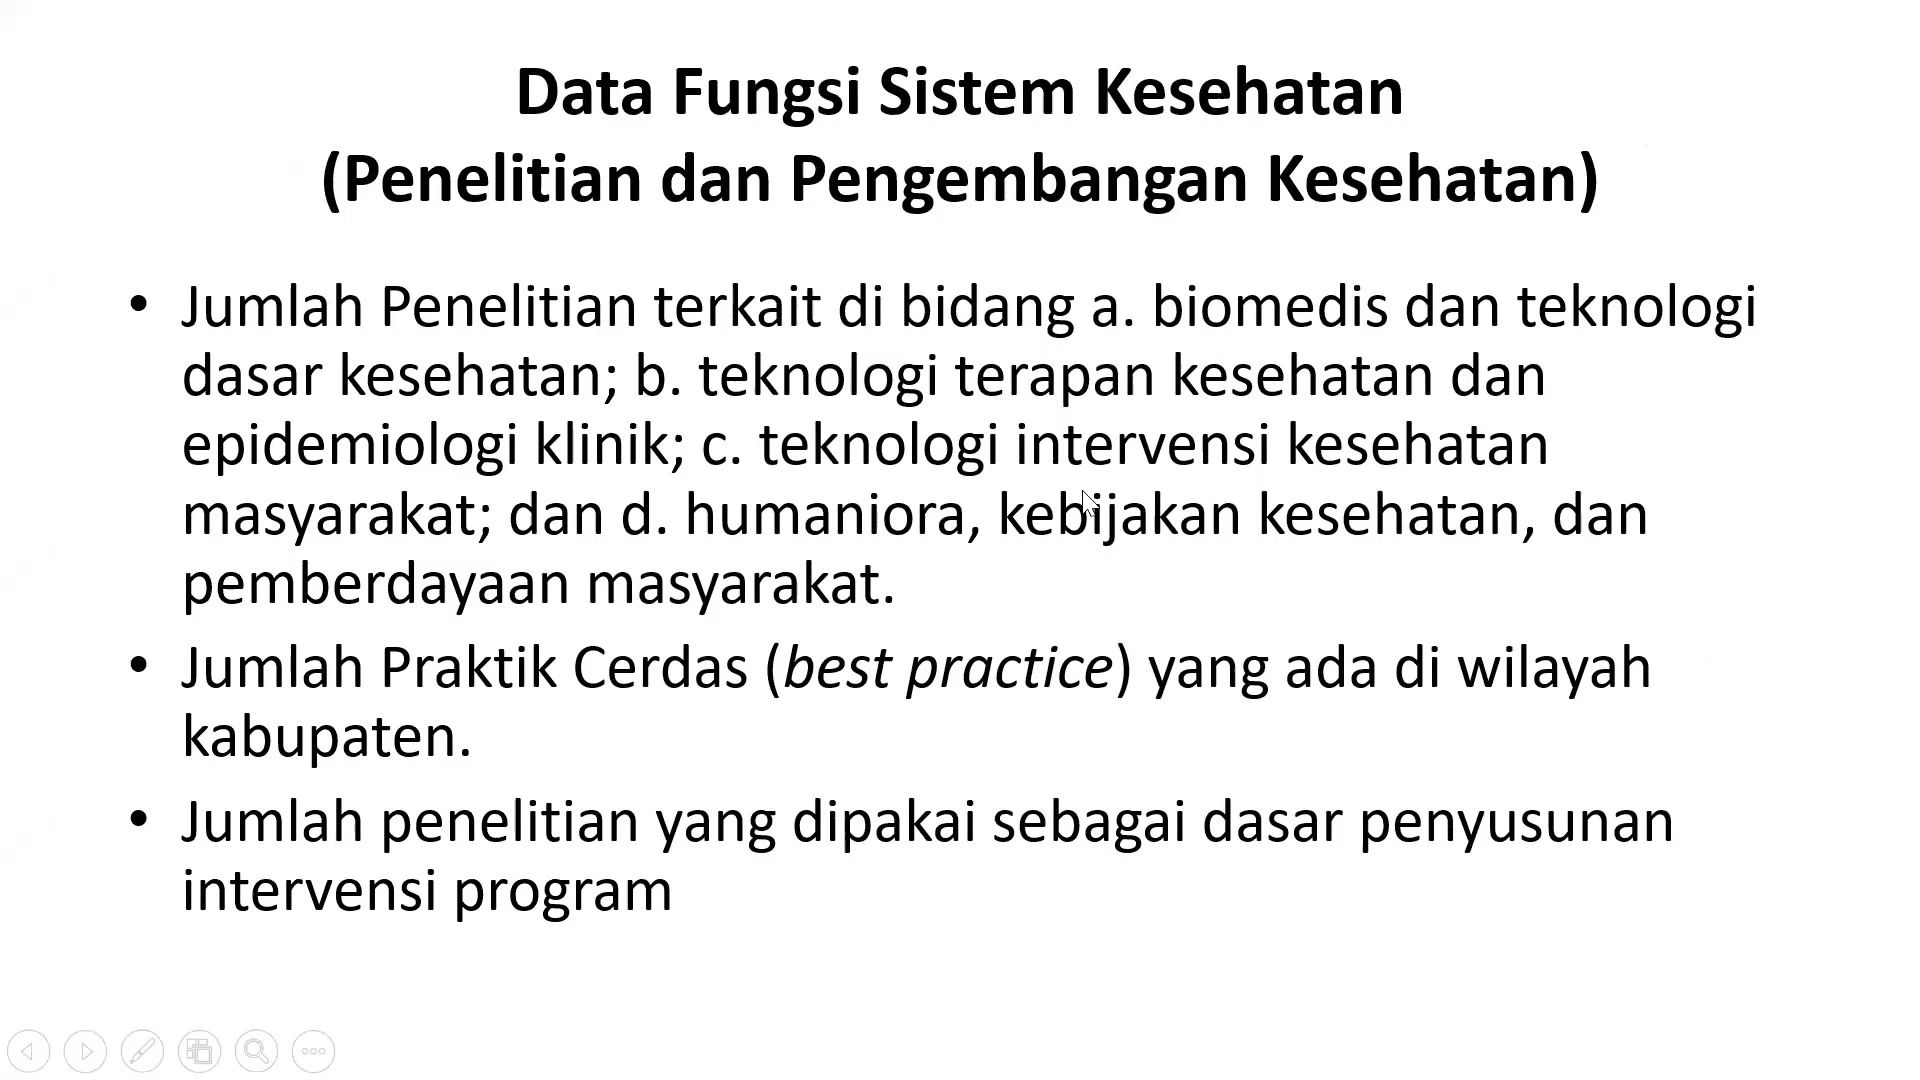 Data Fungsi Sistem Kesehatan
(Penelitian dan Pengembangan Kesehatan)
• Jumlah Penelitian terkait di bidang a. biomedis dan teknologi
dasar kesehatan; b. teknologi terapan kesehatan dan
epidemiologi klinik; c. teknologi intervensi kesehatan
masyarakat; dan d. humaniora, kebijakan kesehatan, dan
pemberdayaan masyarakat.
• Jumlah Praktik Cerdas (best practice) yang ada di wilayah
kabupaten.
• Jumlah penelitian yang dipakai sebagai dasar penyusunan
intervensi program